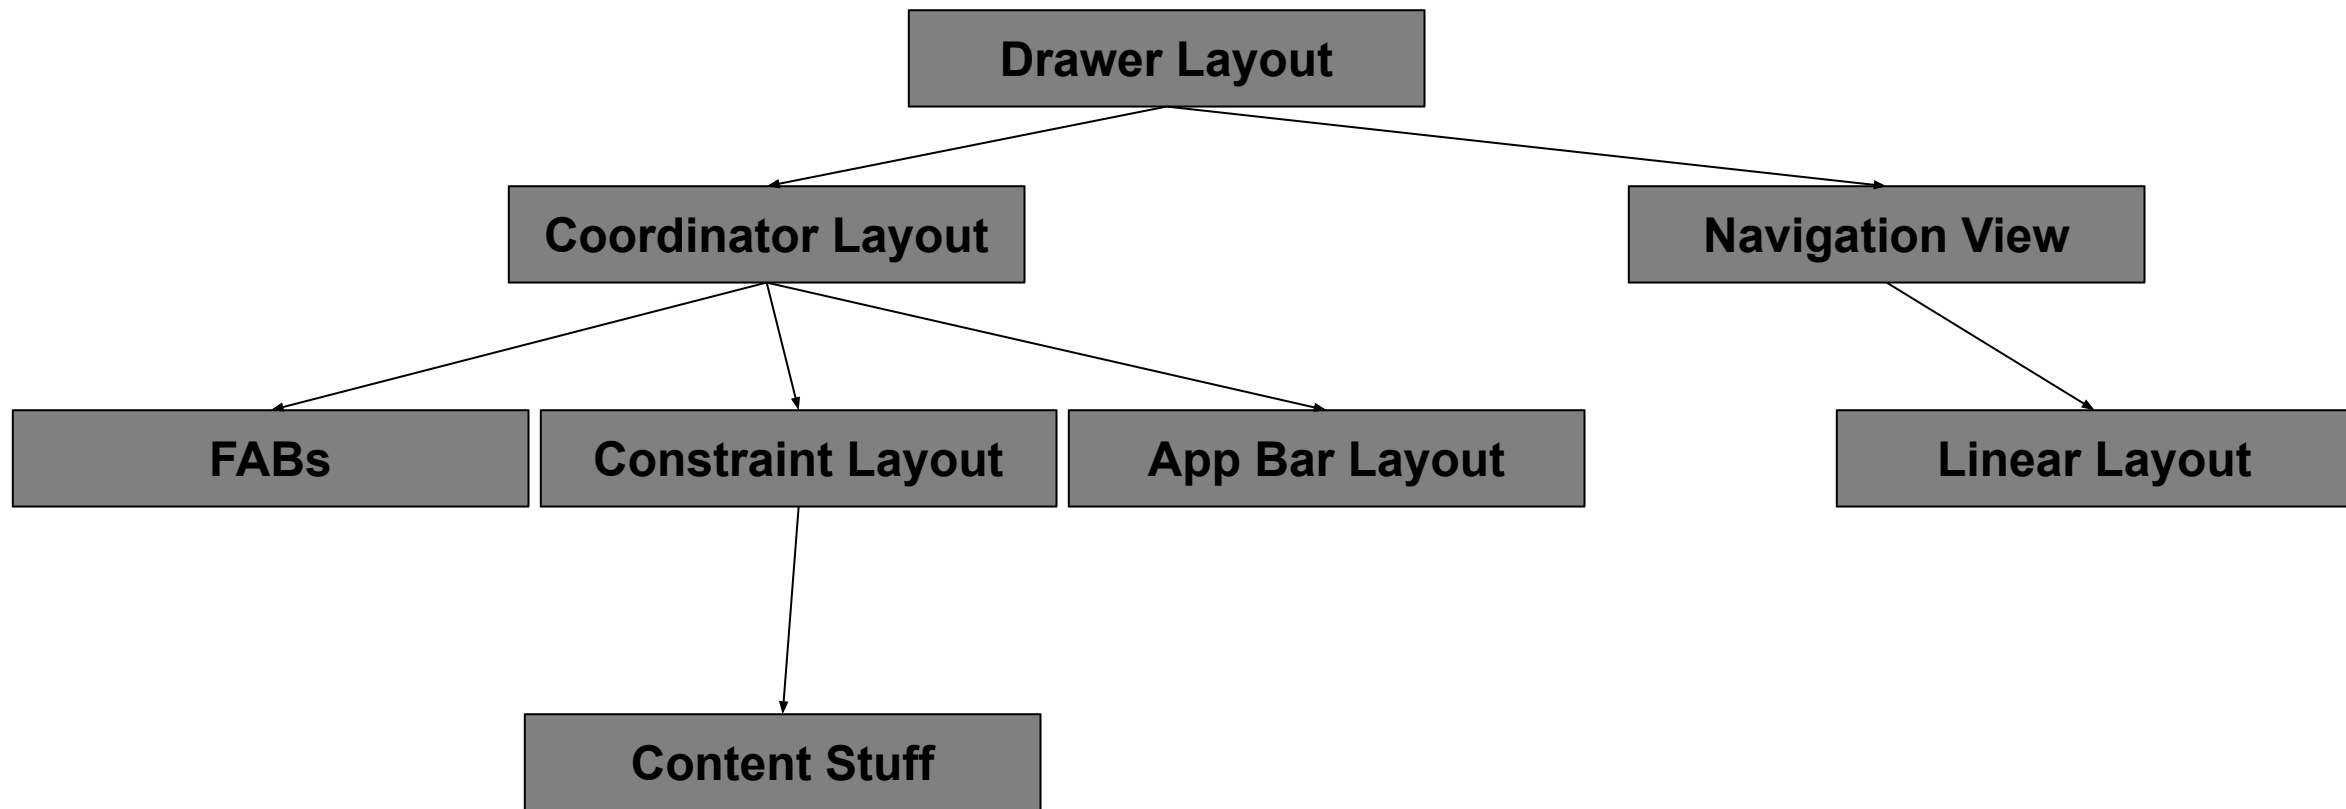 Drawer Layout
Coordinator Layout
Navigation View
FABs
Constraint Layout
App Bar Layout
Linear Layout
Content Stuff